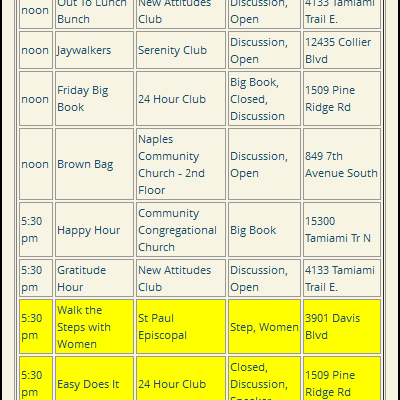 noon
Out To Lunch
Bunch
New Attitudes
Club
Discussion,
Open
4133 Tamiami
Trail E.
noon
Jaywalkers
Serenity Club
Discussion,
Open
12435 Collier
Blvd
noon
Friday Big
Book
24 Hour Club
Big Book,
Closed,
Discussion
1509 Pine
Ridge Rd
noon
Brown Bag
Naples
Community
Church - 2nd
Floor
Discussion,
Open
849 7th
Avenue South
5:30
pm
Happy Hour
Community
Congregational
Church
Big Book
15300
Tamiami Tr N
5:30
pm
Gratitude
Hour
New Attitudes
Club
Discussion,
Open
4133 Tamiami
Trail E.
5:30
pm
Walk the
Steps with
Women
St Paul
Episcopal
Step, Women
3901 Davis
Blvd
5:30
pm
Easy Does It
24 Hour Club
Closed,
Discussion,
Speaker
1509 Pine
Ridge Rd